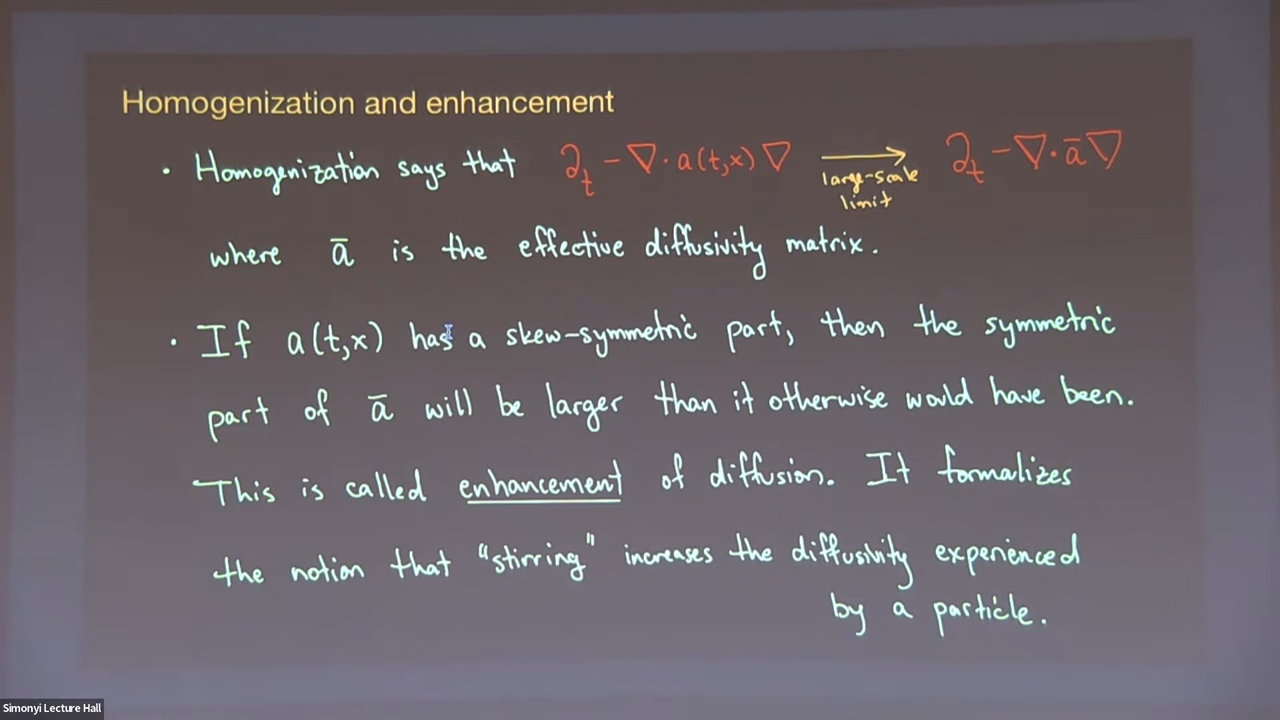 Homogenization and enhancement
• Homogenization says that ∂_t − ∇·a(t,x)∇ → large-scale limit ∂_t − ∇·ā∇
where ā is the effective diffusivity matrix.
• If a(t,x) has a skew-symmetric part, then the symmetric
part of ā will be larger than it otherwise would have been.
This is called enhancement of diffusion. It formalizes
the notion that "stirring" increases the diffusivity experienced
by a particle.
Simonyi Lecture Hall